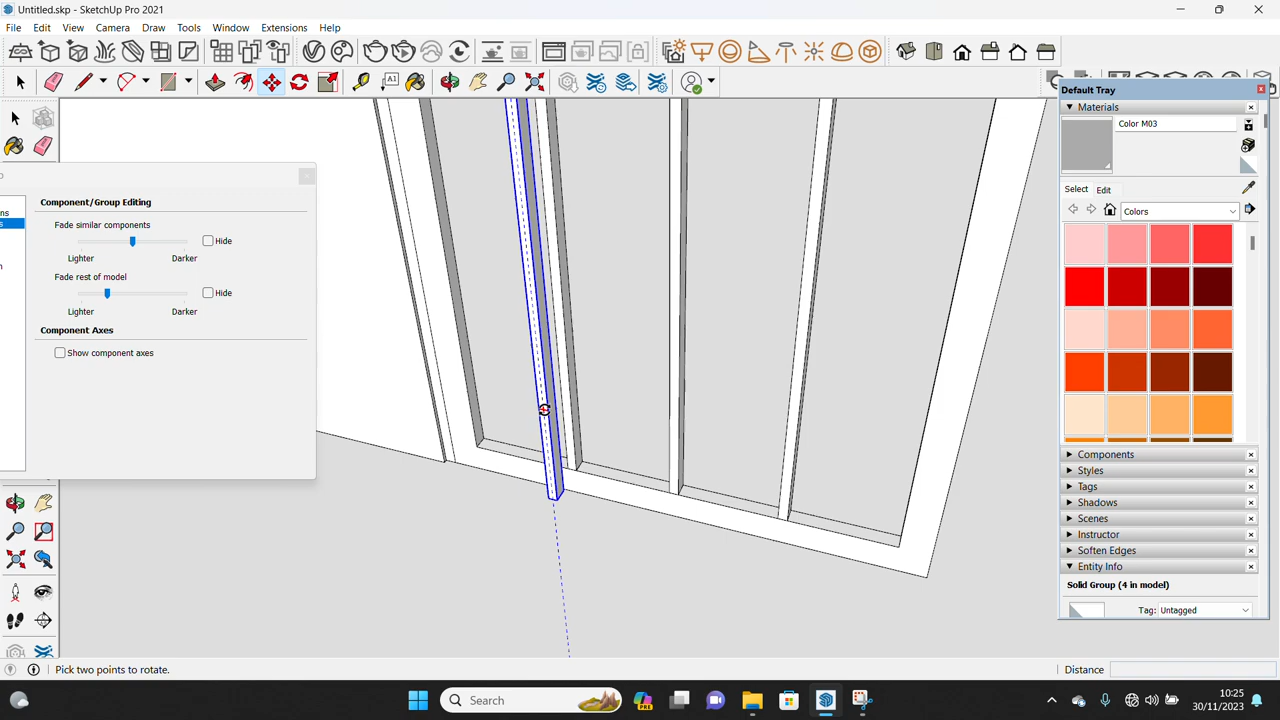 Untitled.skp - SketchUp Pro 2021
File Edit View Camera Draw Tools Window Extensions Help
Default Tray
Materials
Color M03
Select Edit
Colors
Component/Group Editing
Fade similar components
Hide
Lighter Darker
Fade rest of model
Hide
Lighter Darker
Component Axes
Show component axes
Components
Styles
Tags
Shadows
Scenes
Instructor
Soften Edges
Entity Info
Solid Group (4 in model)
Tag: Untagged
Pick two points to rotate.
Distance
Search
PRE
10:25
30/11/2023